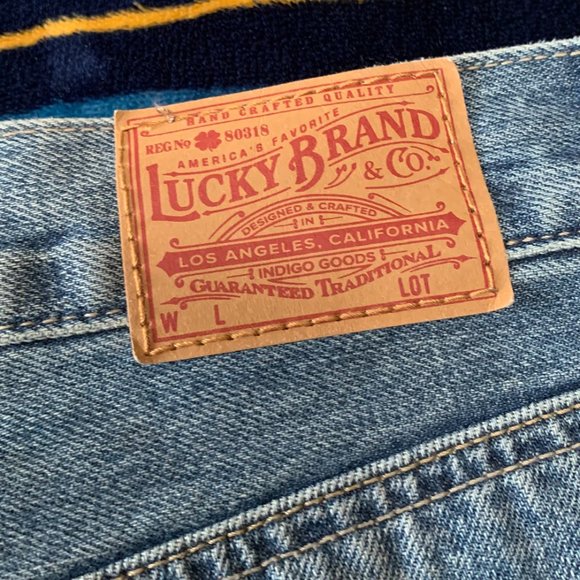 HAND CRAFTED QUALITY
REG No 80318
AMERICA'S FAVORITE
LUCKY BRAND
& CO.
DESIGNED & CRAFTED
IN
LOS ANGELES, CALIFORNIA
INDIGO GOODS
GUARANTEED TRADITIONAL
W L LOT